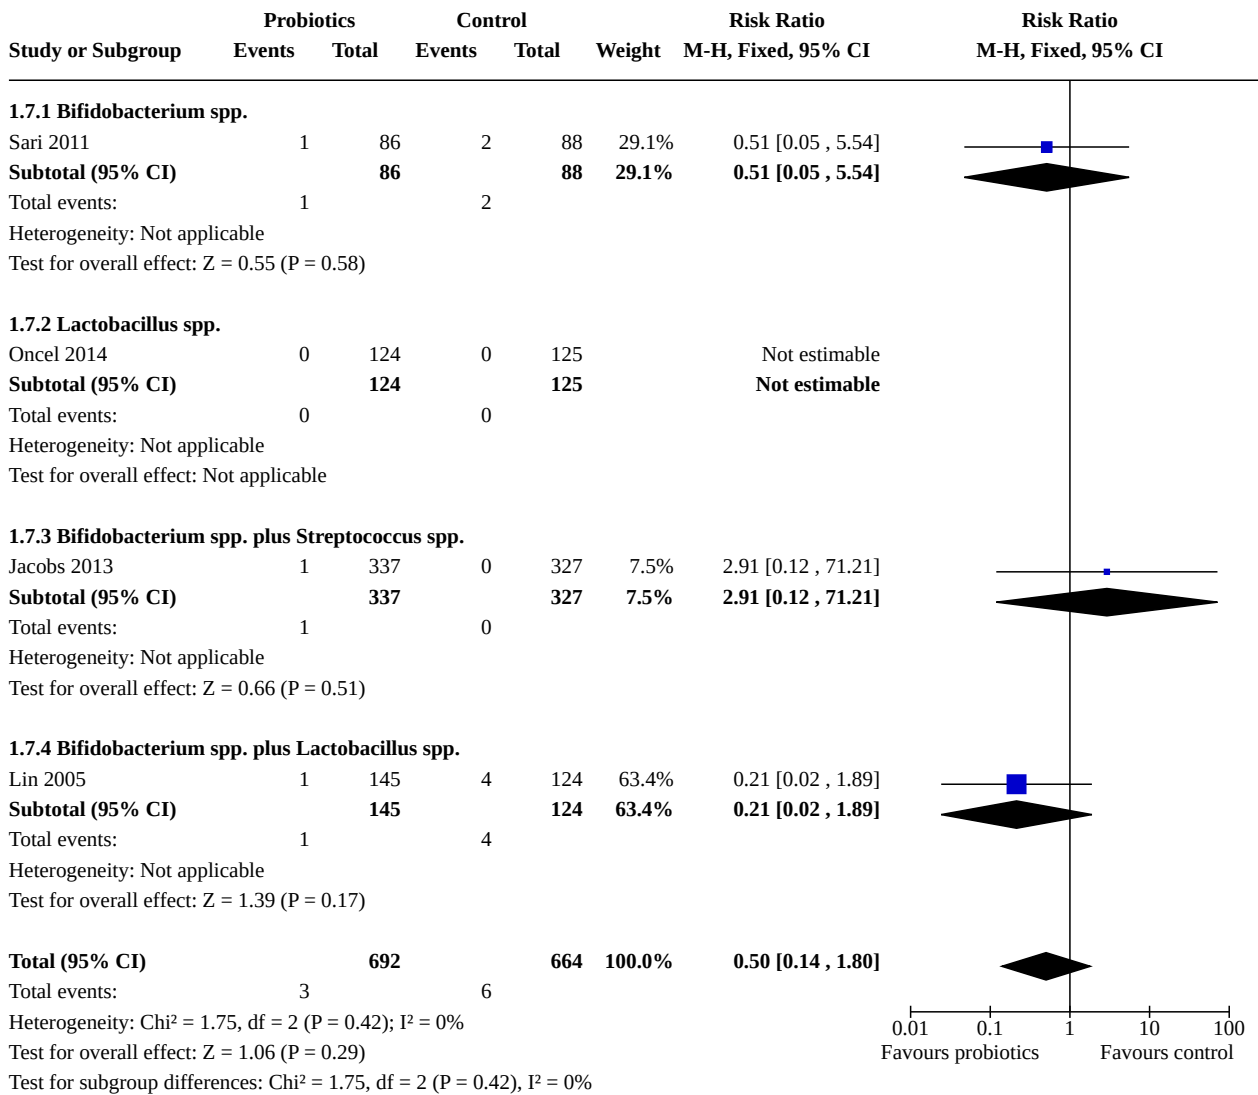 Probiotics Control Risk Ratio Risk Ratio
Study or Subgroup Events Total Events Total Weight M-H, Fixed, 95% CI M-H, Fixed, 95% CI
1.7.1 Bifidobacterium spp.
Sari 2011 1 86 2 88 29.1% 0.51 [0.05 , 5.54]
Subtotal (95% CI) 86 88 29.1% 0.51 [0.05 , 5.54]
Total events: 1 2
Heterogeneity: Not applicable
Test for overall effect: Z = 0.55 (P = 0.58)
1.7.2 Lactobacillus spp.
Oncel 2014 0 124 0 125 Not estimable
Subtotal (95% CI) 124 125 Not estimable
Total events: 0 0
Heterogeneity: Not applicable
Test for overall effect: Not applicable
1.7.3 Bifidobacterium spp. plus Streptococcus spp.
Jacobs 2013 1 337 0 327 7.5% 2.91 [0.12 , 71.21]
Subtotal (95% CI) 337 327 7.5% 2.91 [0.12 , 71.21]
Total events: 1 0
Heterogeneity: Not applicable
Test for overall effect: Z = 0.66 (P = 0.51)
1.7.4 Bifidobacterium spp. plus Lactobacillus spp.
Lin 2005 1 145 4 124 63.4% 0.21 [0.02 , 1.89]
Subtotal (95% CI) 145 124 63.4% 0.21 [0.02 , 1.89]
Total events: 1 4
Heterogeneity: Not applicable
Test for overall effect: Z = 1.39 (P = 0.17)
Total (95% CI) 692 664 100.0% 0.50 [0.14 , 1.80]
Total events: 3 6
Heterogeneity: Chi² = 1.75, df = 2 (P = 0.42); I² = 0%
Test for overall effect: Z = 1.06 (P = 0.29)
Test for subgroup differences: Chi² = 1.75, df = 2 (P = 0.42), I² = 0%
0.01 0.1 1 10 100
Favours probiotics Favours control